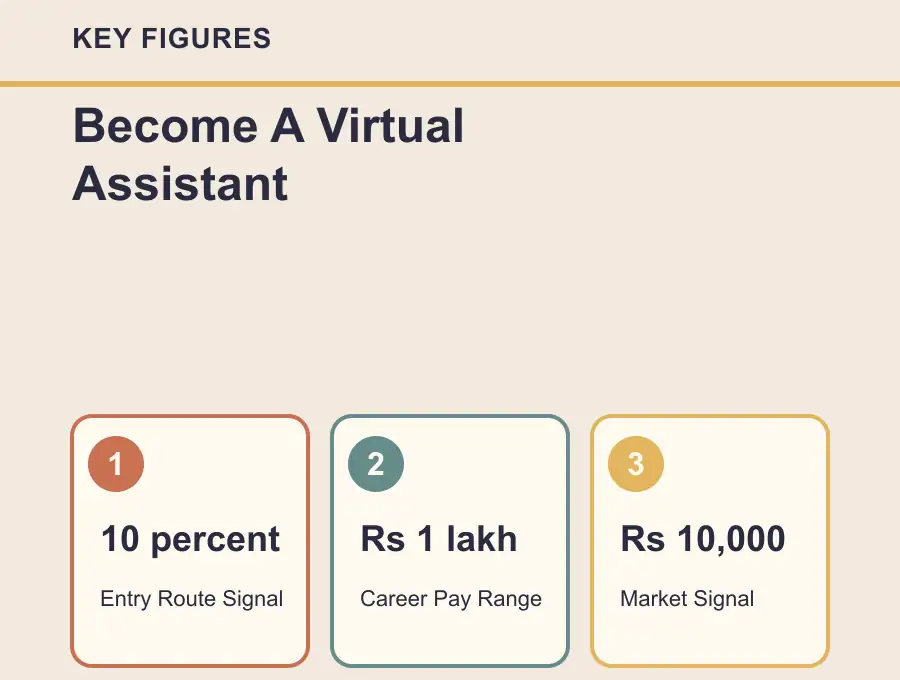 KEY FIGURES
Become A Virtual
Assistant
1
10 percent
Entry Route Signal
2
Rs 1 lakh
Career Pay Range
3
Rs 10,000
Market Signal